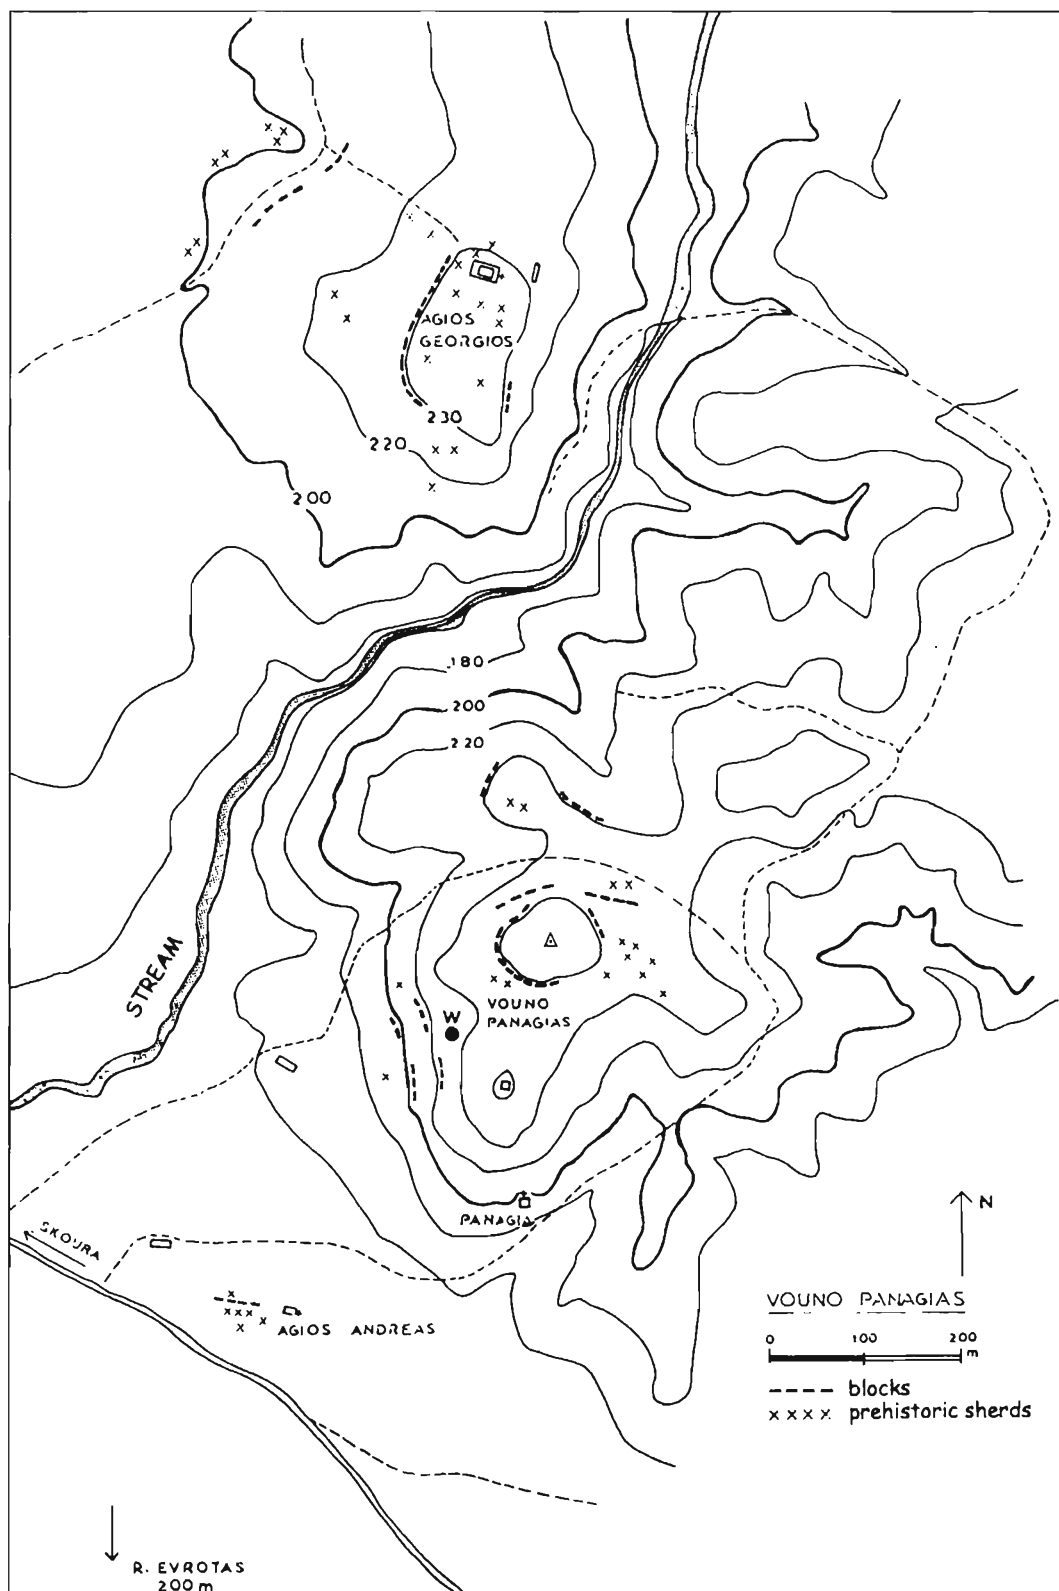 AGIOS
GEORGIOS
230
220
200
180
200
220
STREAM
VOUNO
PANAGIAS
W
PANAGIA
SKOURA
AGIOS ANDREAS
N
VOUNO PANAGIAS
0 100 200
m
blocks
x x x x prehistoric sherds
R. EVROTAS
200 m